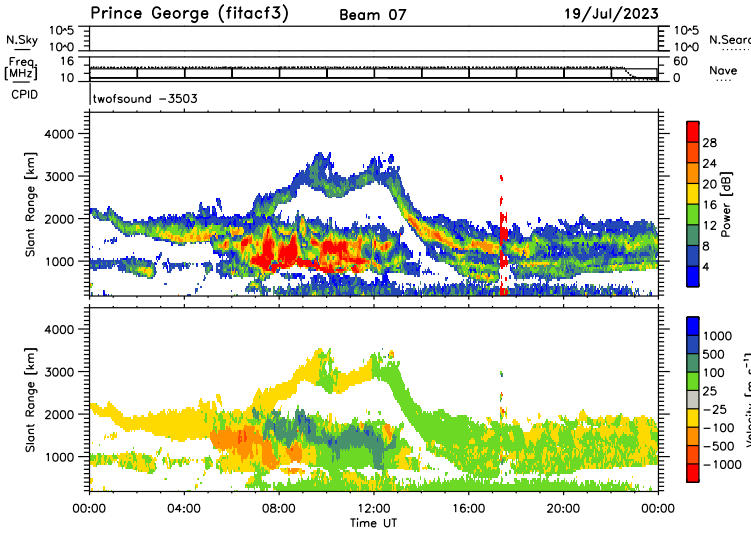 Prince George (fitacf3) Beam 07 19/Jul/2023
N.Sky 10^5 10^0 10^5 10^0 N.Searc
Freq. [MHz] 16 10 60 0 Nave
CPID twofsound -3503
Slant Range [km] 4000 3000 2000 1000
28 24 20 16 12 8 4 Power [dB]
Slant Range [km] 4000 3000 2000 1000
1000 500 100 25 -25 -100 -500 -1000 Velocity [m s^-1]
00:00 04:00 08:00 12:00 16:00 20:00 00:00
Time UT